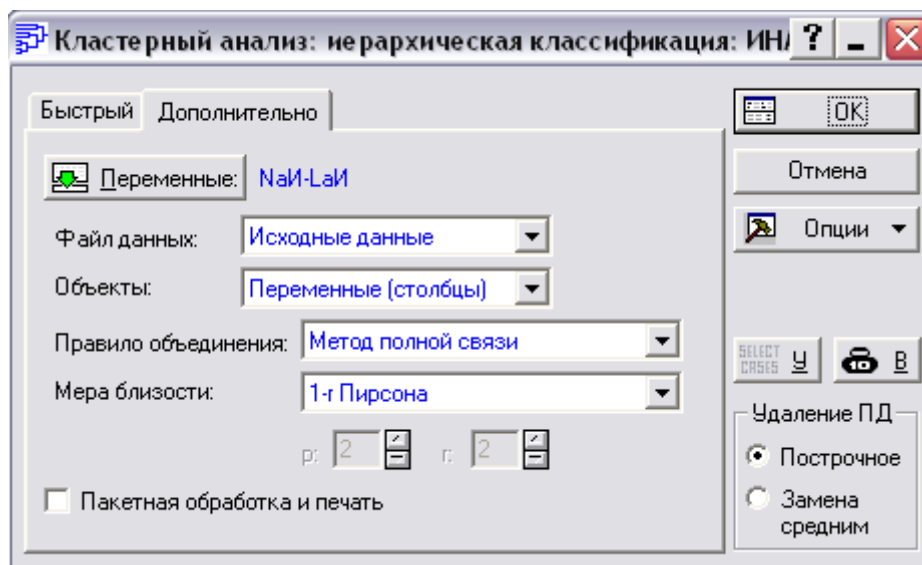 Кластерный анализ: иерархическая классификация: ИНА
?
Быстрый
Дополнительно
OK
Переменные: NaИ-LaИ
Отмена
Файл данных: Исходные данные
Опции
Объекты: Переменные (столбцы)
Правило объединения: Метод полной связи
SELECT CASES У
В
Мера близости: 1-r Пирсона
Удаление ПД
p: 2 r: 2
Построчное
Пакетная обработка и печать
Замена
средним